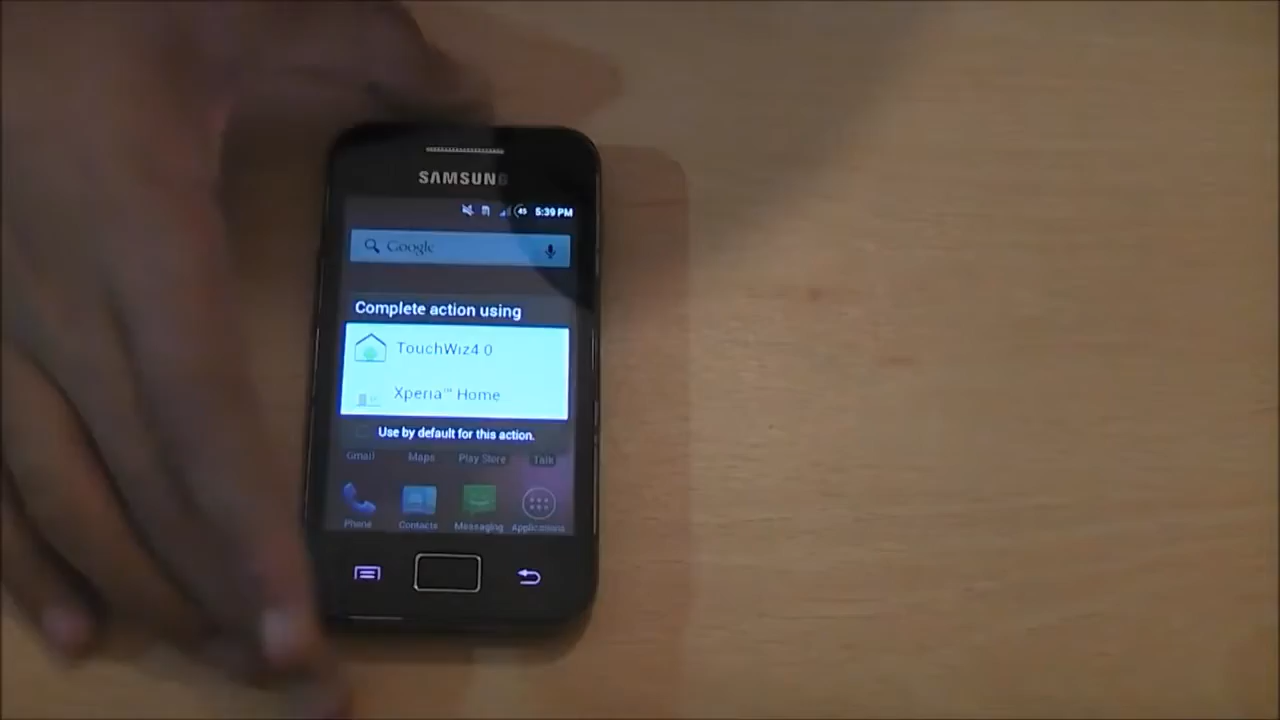 SAMSUNG
45 5:39 PM
Google
Complete action using
TouchWiz4 0
Xperia™ Home
Use by default for this action.
Gmail Maps Play Store Talk
Phone Contacts Messaging Applications